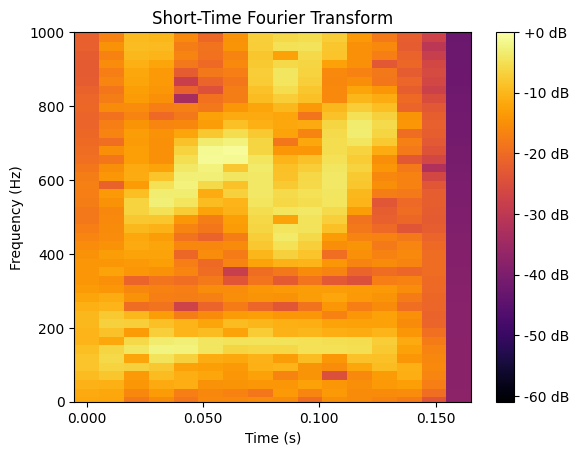 Short-Time Fourier Transform
1000
800
600
400
200
0
Frequency (Hz)
0.000
0.050
0.100
0.150
Time (s)
+0 dB
-10 dB
-20 dB
-30 dB
-40 dB
-50 dB
-60 dB